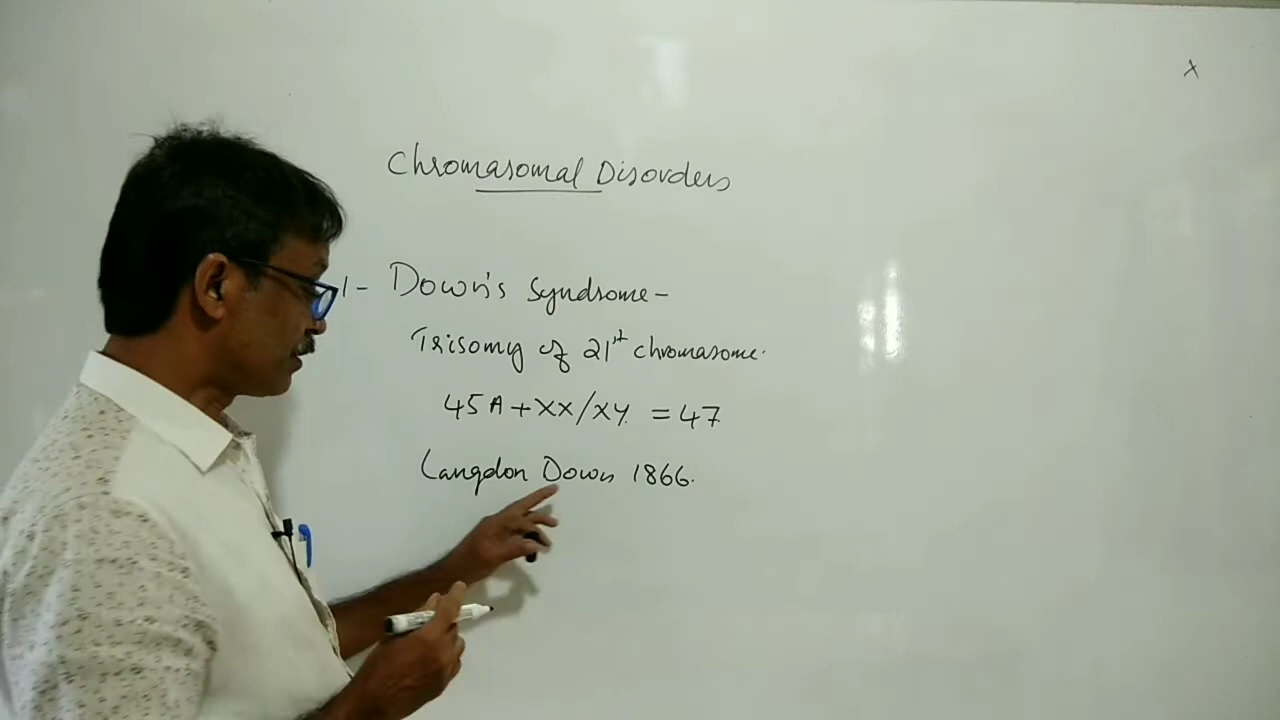 x
Chromasomal Disorders
1- Down's Syndrome-
Trisomy of 21st chromasome.
45A+XX/XY = 47
Langdon Down 1866.